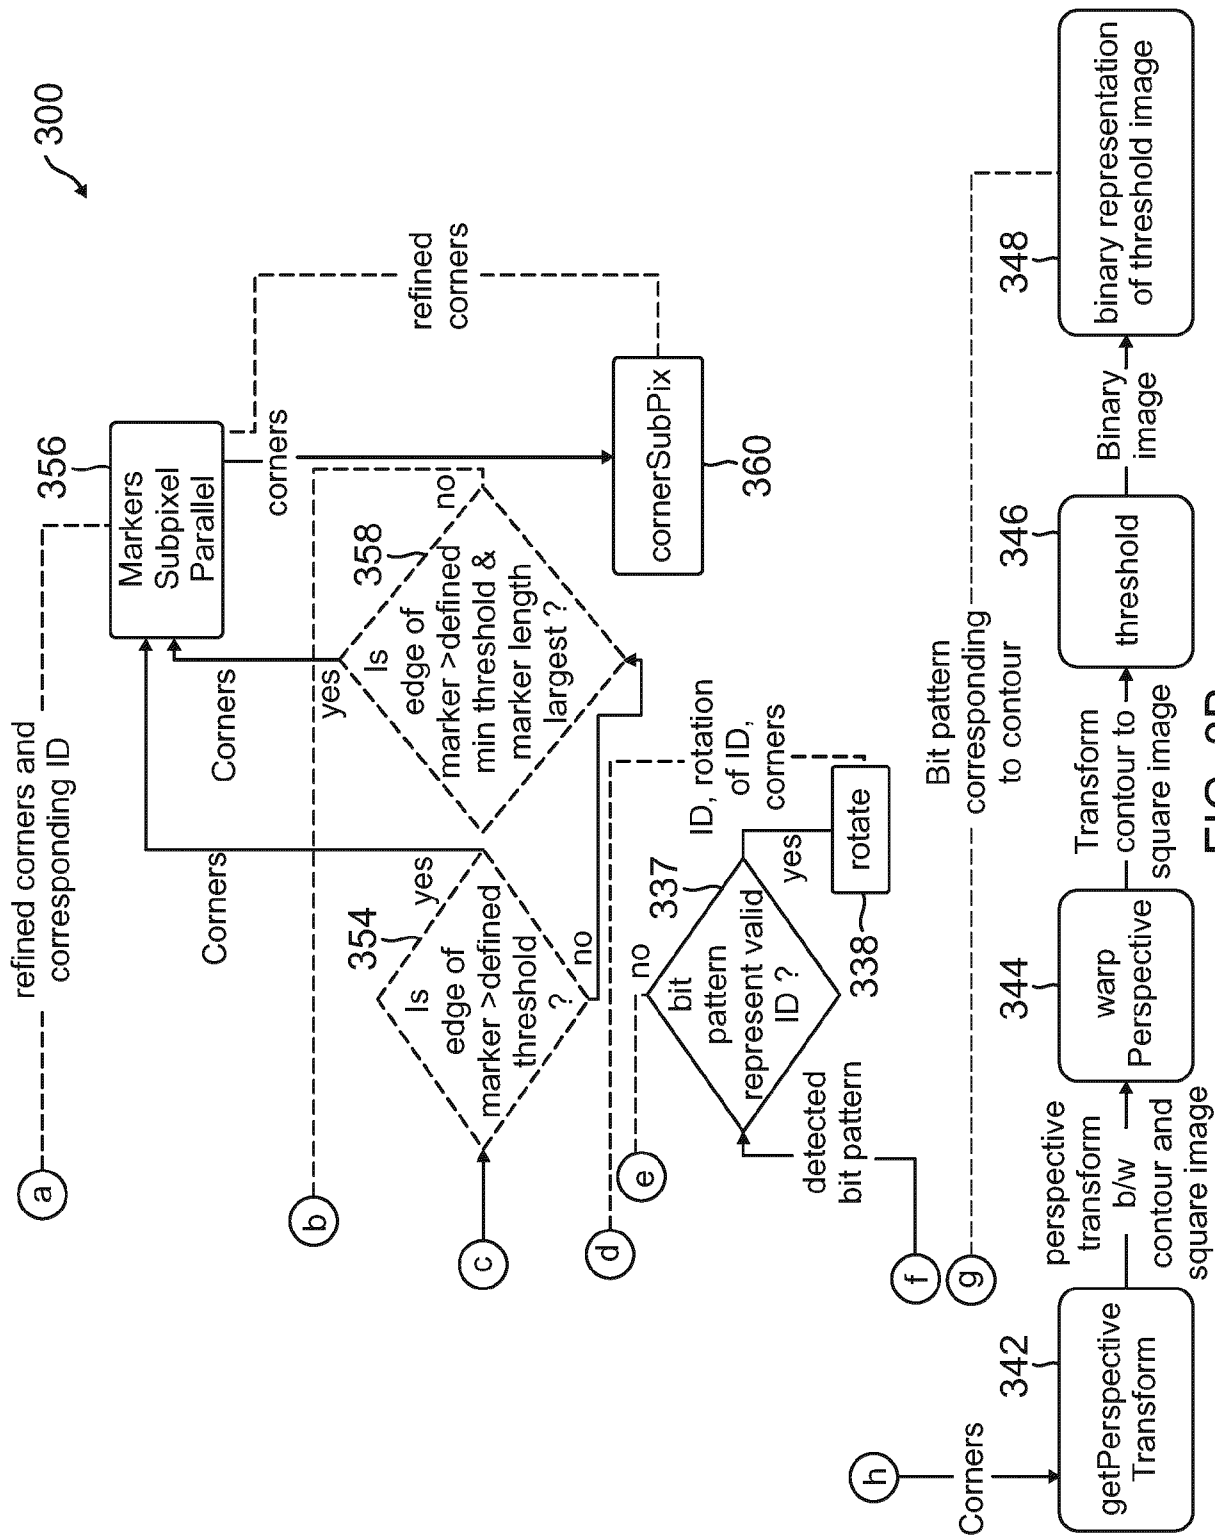 300
refined corners and
corresponding ID
a
356
Markers
Subpixel
Parallel
Corners
Corners
corners
refined
corners
b
354
Is
edge of
marker >defined
threshold
?
yes
no
358
Is
edge of
marker >defined
min threshold &
marker length
largest ?
yes
no
cornerSubPix
360
c
d
ID, rotation
of ID,
corners
e
no
337
bit
pattern
represent valid
ID ?
yes
rotate
338
detected
bit pattern
f
g
Bit pattern
corresponding
to contour
h
Corners
342
getPerspective
Transform
perspective
transform
b/w
contour and
square image
344
warp
Perspective
Transform
contour to
square image
346
threshold
Binary
image
348
binary representation
of threshold image